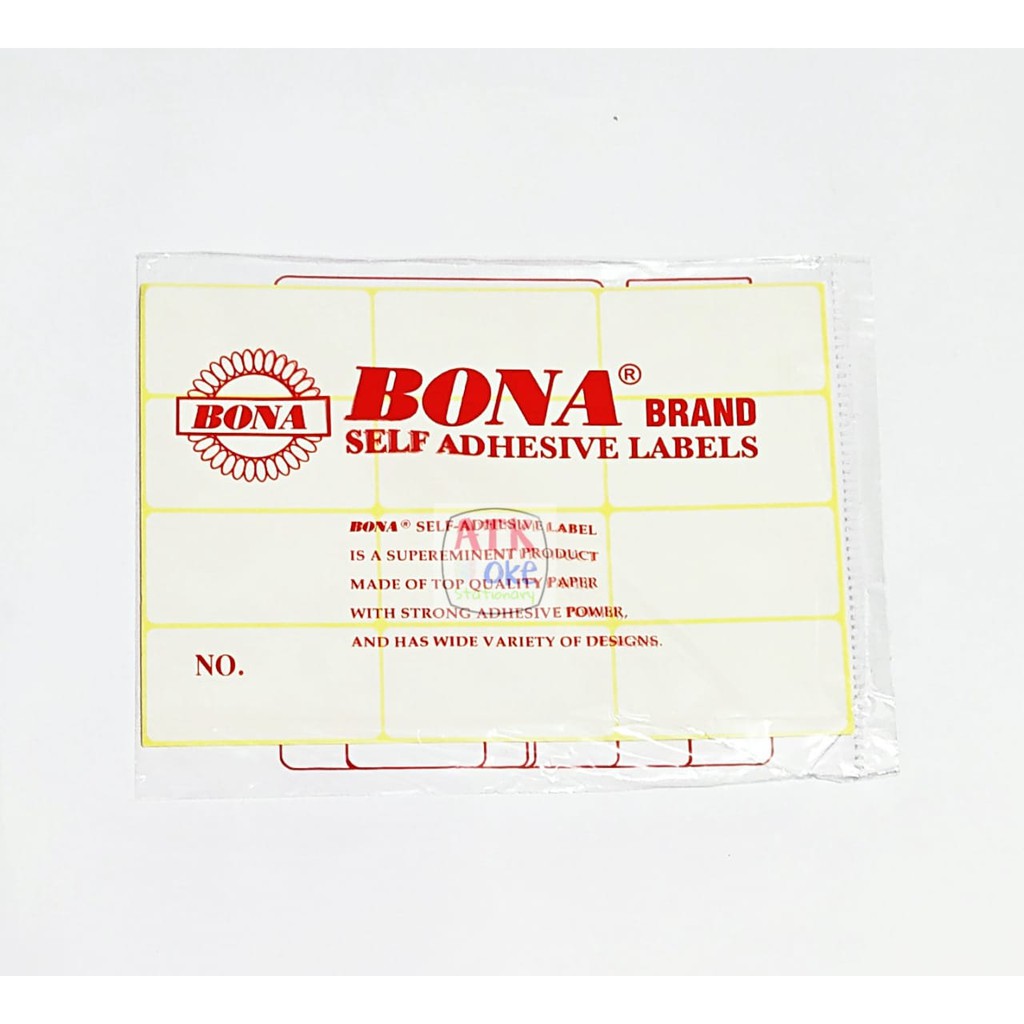 BONA
BONA® BRAND
SELF ADHESIVE LABELS
BONA® SELF-ADHESIVE LABEL
IS A SUPEREMINENT PRODUCT
MADE OF TOP QUALITY PAPER
WITH STRONG ADHESIVE POWER,
AND HAS WIDE VARIETY OF DESIGNS.
ATK
Oke
Stationary
NO.